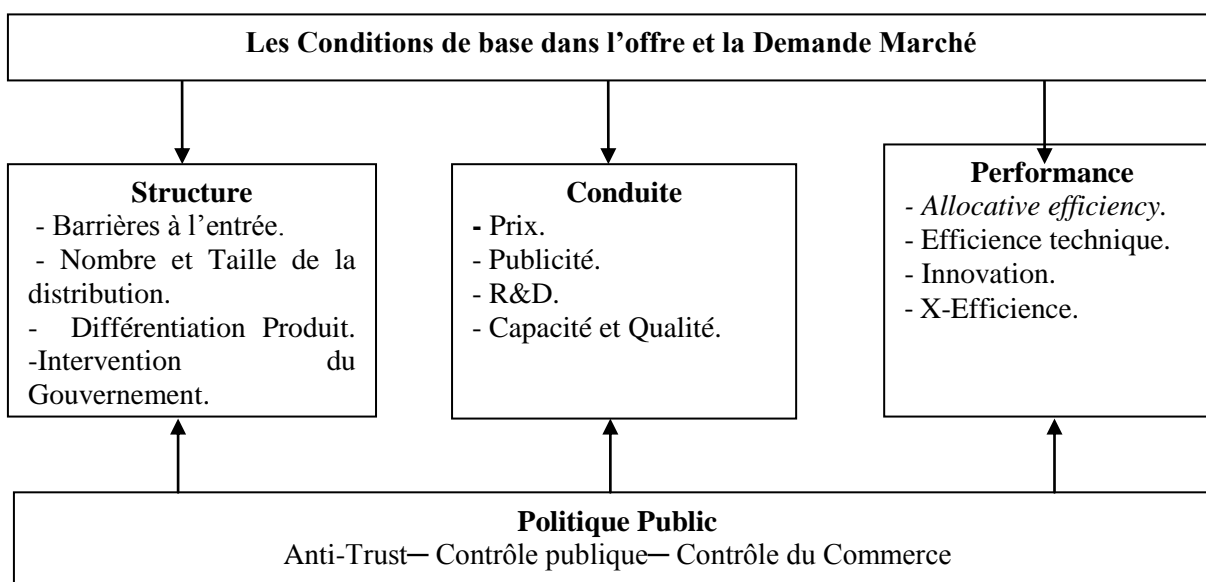 Les Conditions de base dans l’offre et la Demande Marché
Structure
- Barrières à l’entrée.
- Nombre et Taille de la
distribution.
- Différentiation Produit.
-Intervention du
Gouvernement.
Conduite
- Prix.
- Publicité.
- R&D.
- Capacité et Qualité.
Performance
- Allocative efficiency.
- Efficience technique.
- Innovation.
- X-Efficience.
Politique Public
Anti-Trust─ Contrôle publique─ Contrôle du Commerce